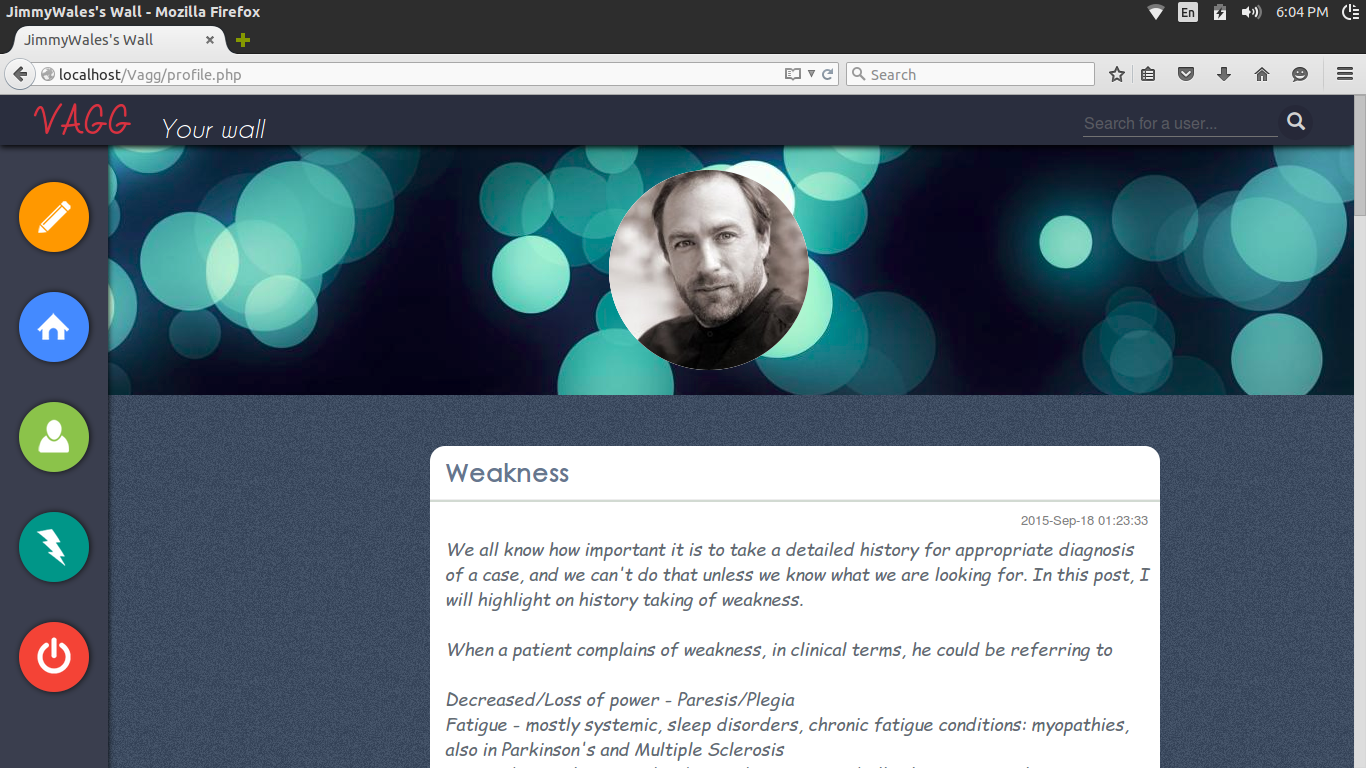 JimmyWales's Wall - Mozilla Firefox
En
6:04 PM
JimmyWales's Wall
localhost/Vagg/profile.php
Search
VAGG
Your wall
Search for a user...
Weakness
2015-Sep-18 01:23:33
We all know how important it is to take a detailed history for appropriate diagnosis
of a case, and we can't do that unless we know what we are looking for. In this post, I
will highlight on history taking of weakness.
When a patient complains of weakness, in clinical terms, he could be referring to
Decreased/Loss of power - Paresis/Plegia
Fatigue - mostly systemic, sleep disorders, chronic fatigue conditions: myopathies,
also in Parkinson's and Multiple Sclerosis